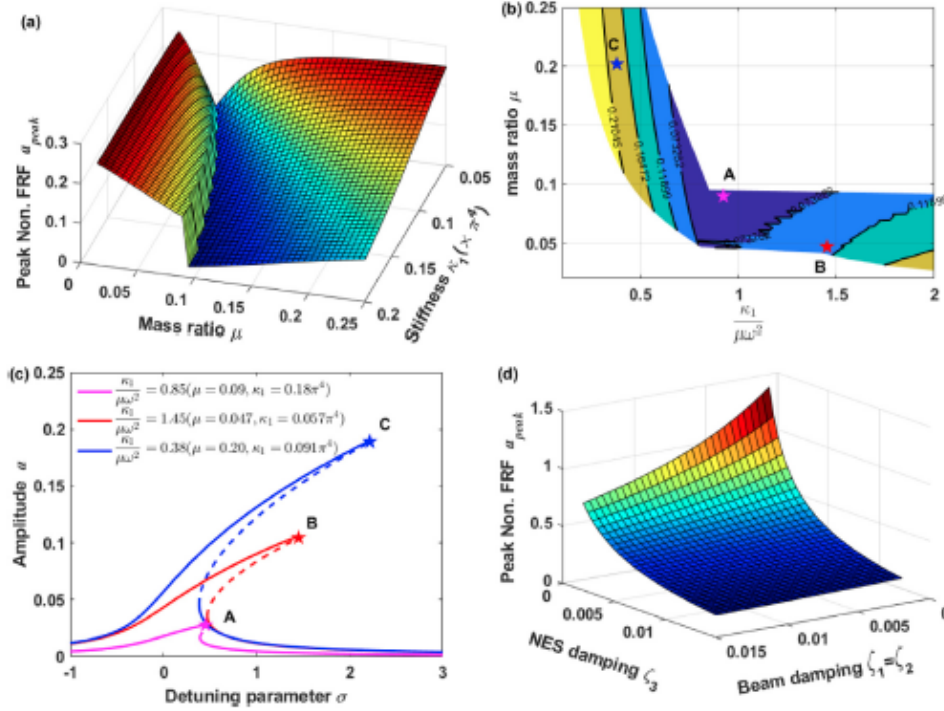 (a)
Peak Non. FRF a_peak
0.3
0.2
0.1
0
0
0.05
0.1
0.15
0.2
0.25
Mass ratio μ
0.2
0.15
0.1
0.05
Stiffness κ₁(× π⁴)
(b)
mass ratio μ
0.25
0.2
0.15
0.1
0.05
C
A
B
0.21045
0.16472
0.11899
0.073262
0.5
1
1.5
2
κ₁/μω²
(c)
Amplitude a
0.25
0.2
0.15
0.1
0.05
0
κ₁/μω² = 0.85(μ = 0.09, κ₁ = 0.18π⁴)
κ₁/μω² = 1.45(μ = 0.047, κ₁ = 0.057π⁴)
κ₁/μω² = 0.38(μ = 0.20, κ₁ = 0.091π⁴)
C
B
A
-1
0
1
2
3
Detuning parameter σ
(d)
Peak Non. FRF a_peak
1.5
1
0.5
0
0
0.005
0.01
0.015
NES damping ζ₃
0.01
0.005
0
Beam damping ζ₁=ζ₂